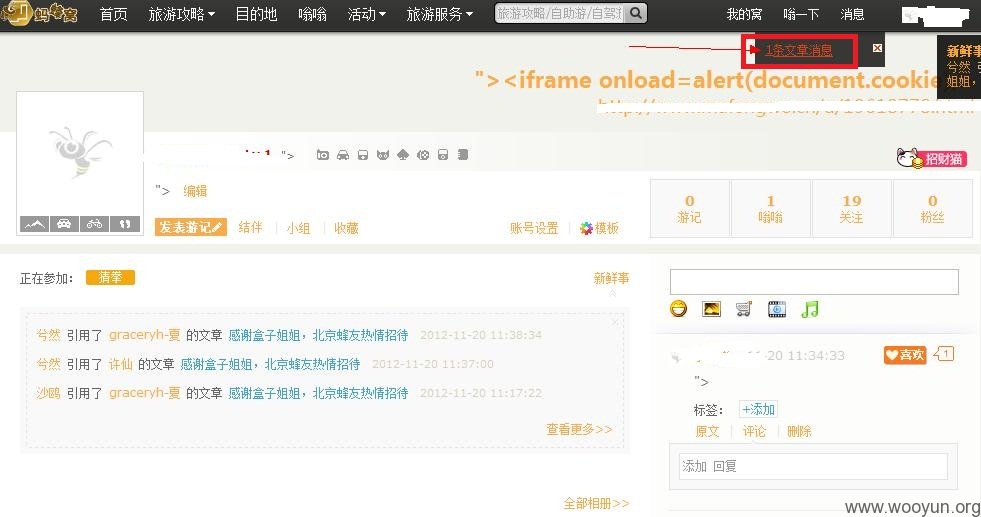 蚂蜂窝 首页 旅游攻略 目的地 嗡嗡 活动 旅游服务 旅游攻略/自助游/自驾 我的窝 嗡一下 消息
1条文章消息
新鲜事
兮然
姐姐,
"><iframe onload=alert(document.cookie
"> 招财猫
"> 编辑
0 1 19 0
游记 嗡嗡 关注 粉丝
发表游记 结伴 小组 收藏 账号设置 模板
正在参加: 猜拳 新鲜事
兮然 引用了 graceryh-夏 的文章 感谢盒子姐姐，北京蜂友热情招待 2012-11-20 11:38:34
兮然 引用了 许仙 的文章 感谢盒子姐姐，北京蜂友热情招待 2012-11-20 11:37:00
沙鸥 引用了 graceryh-夏 的文章 感谢盒子姐姐，北京蜂友热情招待 2012-11-20 11:17:22
查看更多>>
全部相册>>
-20 11:34:33 喜欢 1
">
标签: +添加
原文 评论 删除
添加 回复
www.wooyun.org